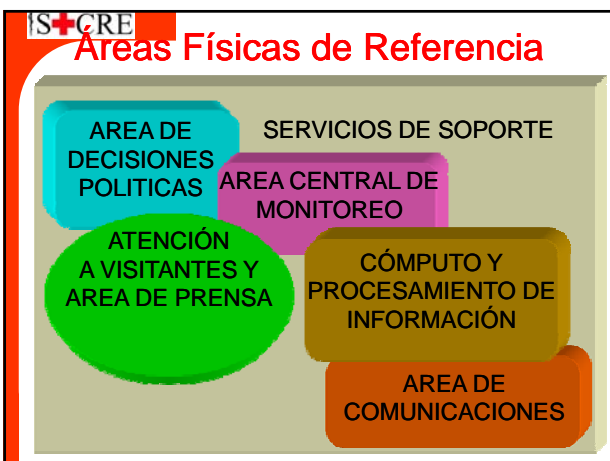 S+CRE
Áreas Físicas de Referencia
AREA DE
DECISIONES
POLITICAS
SERVICIOS DE SOPORTE
AREA CENTRAL DE
MONITOREO
ATENCIÓN
A VISITANTES Y
AREA DE PRENSA
CÓMPUTO Y
PROCESAMIENTO DE
INFORMACIÓN
AREA DE
COMUNICACIONES